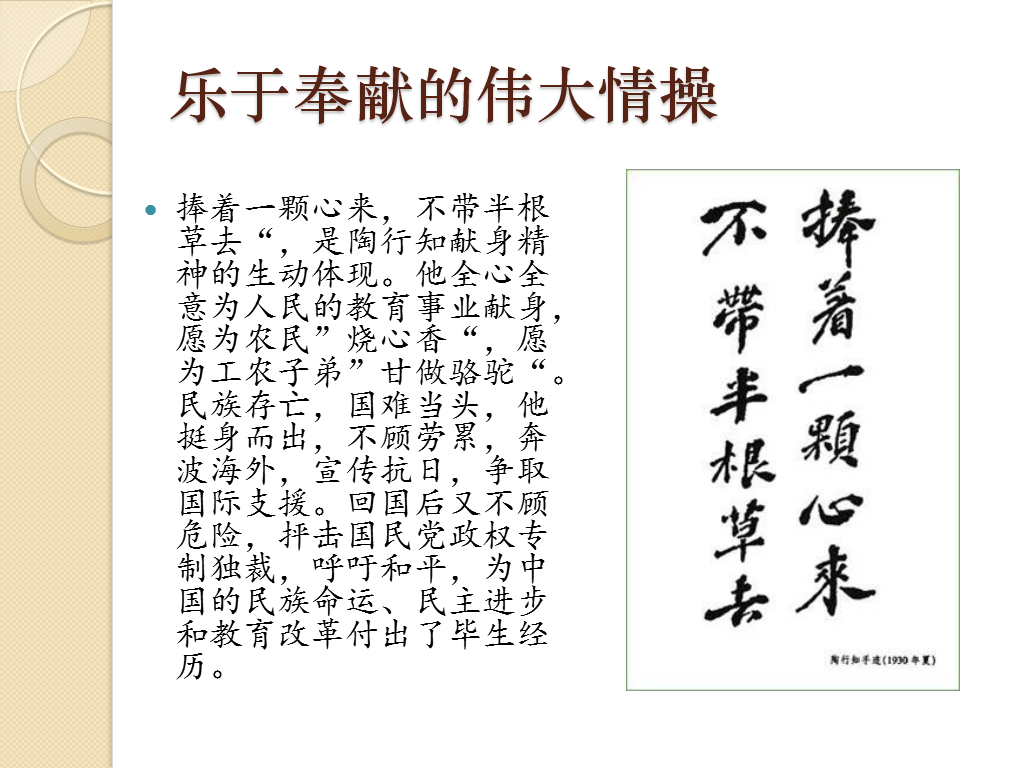 乐于奉献的伟大情操
捧着一颗心来，不带半根
草去“，是陶行知献身精
神的生动体现。他全心全
意为人民的教育事业献身，
愿为农民”烧心香“，愿
为工农子弟”甘做骆驼“。
民族存亡，国难当头，他
挺身而出，不顾劳累，奔
波海外，宣传抗日，争取
国际支援。回国后又不顾
危险，抨击国民党政权专
制独裁，呼吁和平，为中
国的民族命运、民主进步
和教育改革付出了毕生经
历。
捧着一顆心來
不帶半根草去
陶行知手迹(1930年夏)